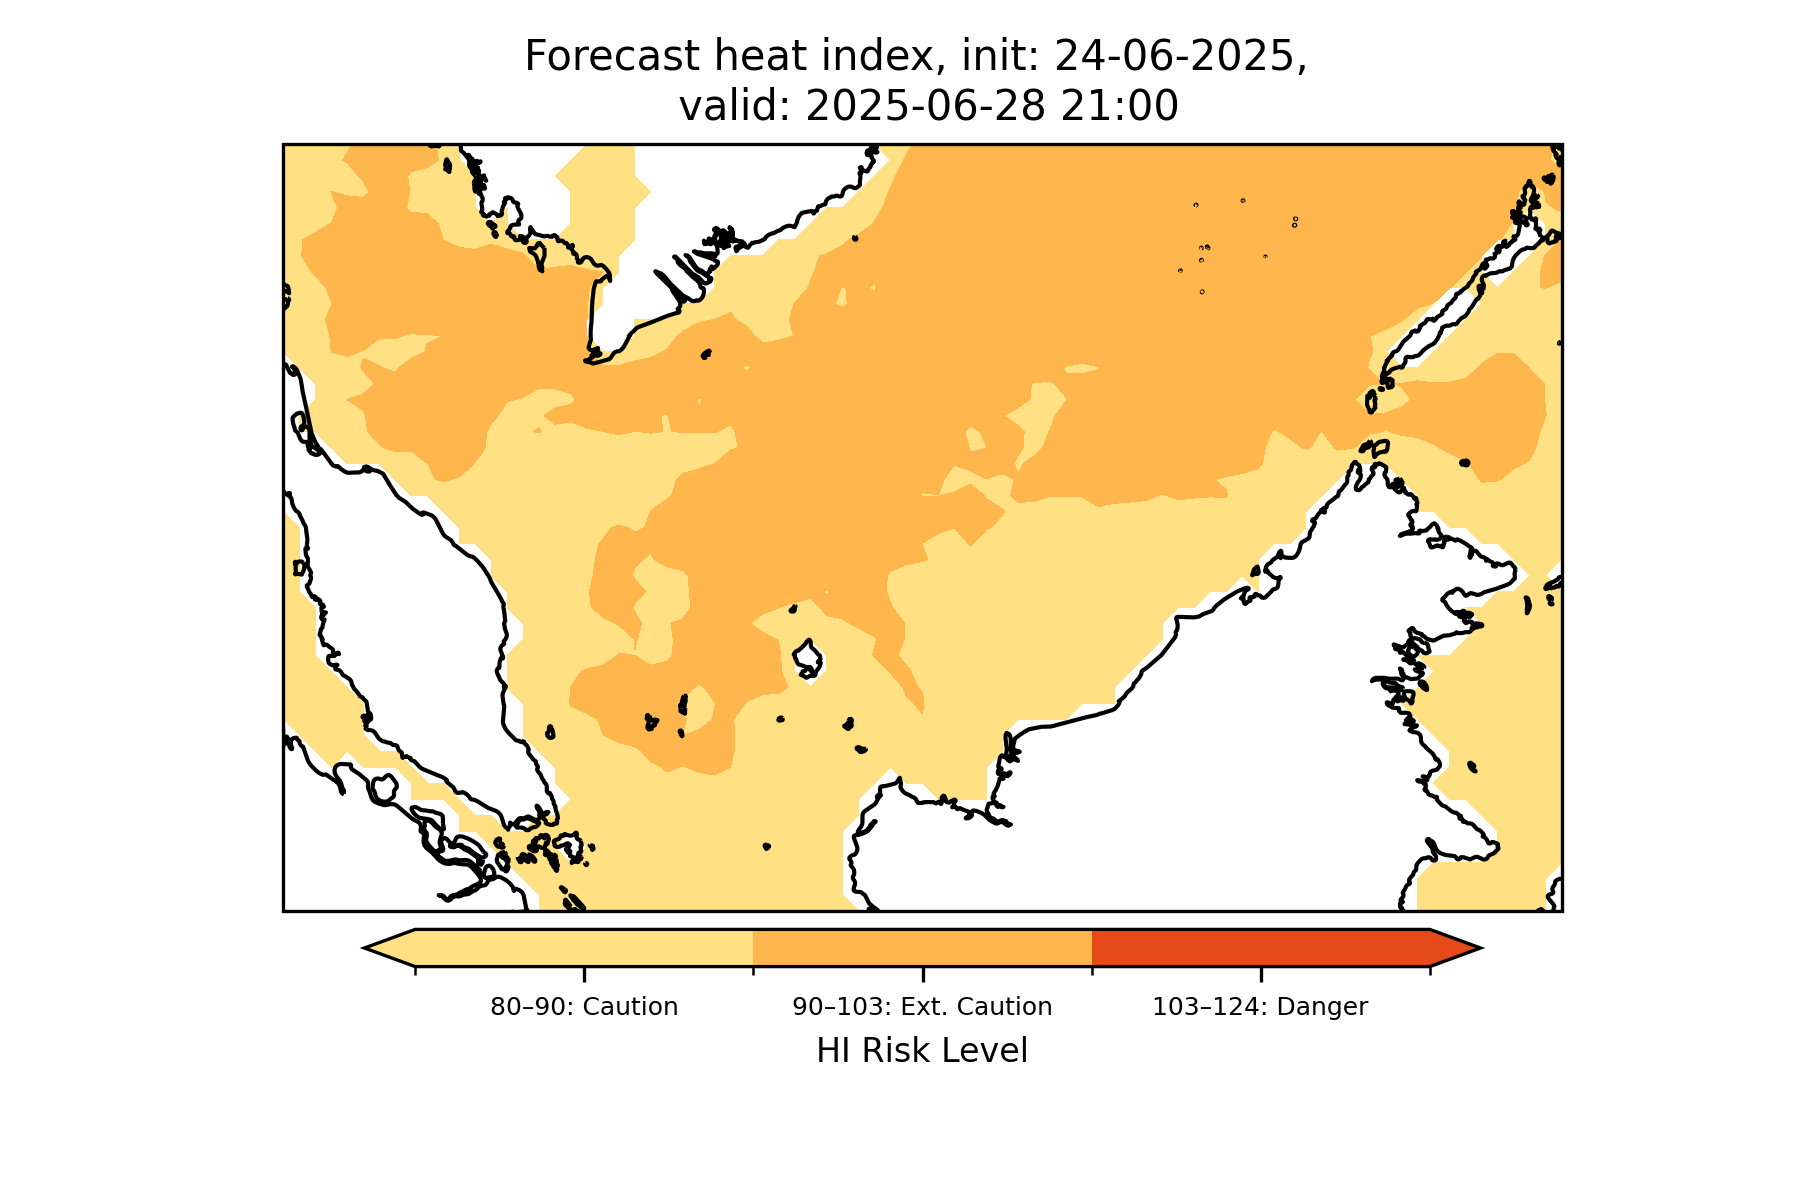 Forecast heat index, init: 24-06-2025,
valid: 2025-06-28 21:00
80–90: Caution
90–103: Ext. Caution
103–124: Danger
HI Risk Level